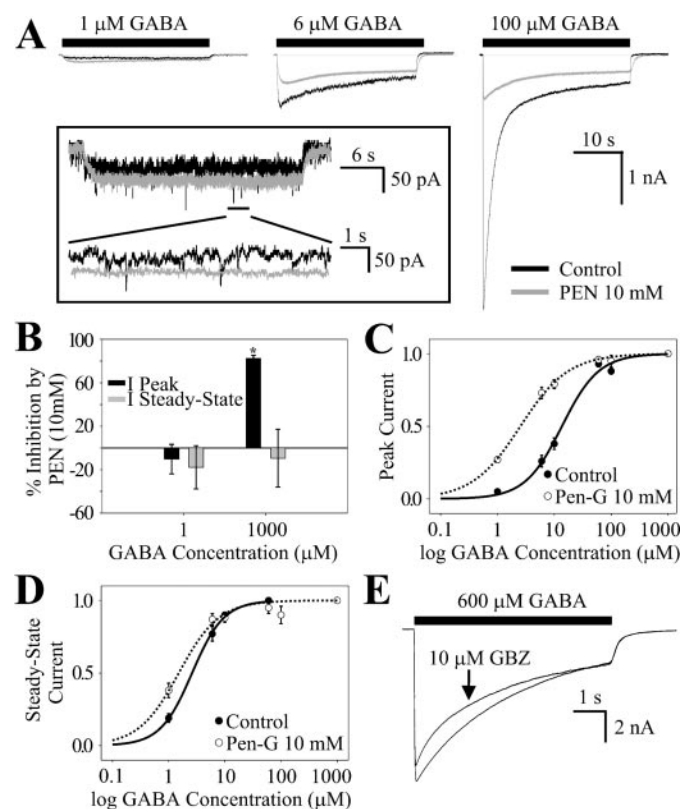 A
1 µM GABA
6 µM GABA
100 µM GABA
6 s
50 pA
1 s
50 pA
10 s
1 nA
Control
PEN 10 mM
B
% Inhibition by
PEN (10mM)
100
60
20
-20
-60
I Peak
I Steady-State
*
1
1000
GABA Concentration (µM)
C
Peak Current
1.0
0.5
0.0
Control
Pen-G 10 mM
0.1
1
10
100
1000
log GABA Concentration (µM)
D
Steady-State
Current
1.0
0.5
0.0
Control
Pen-G 10 mM
0.1
1
10
100
1000
log GABA Concentration (µM)
E
600 µM GABA
10 µM GBZ
1 s
2 nA